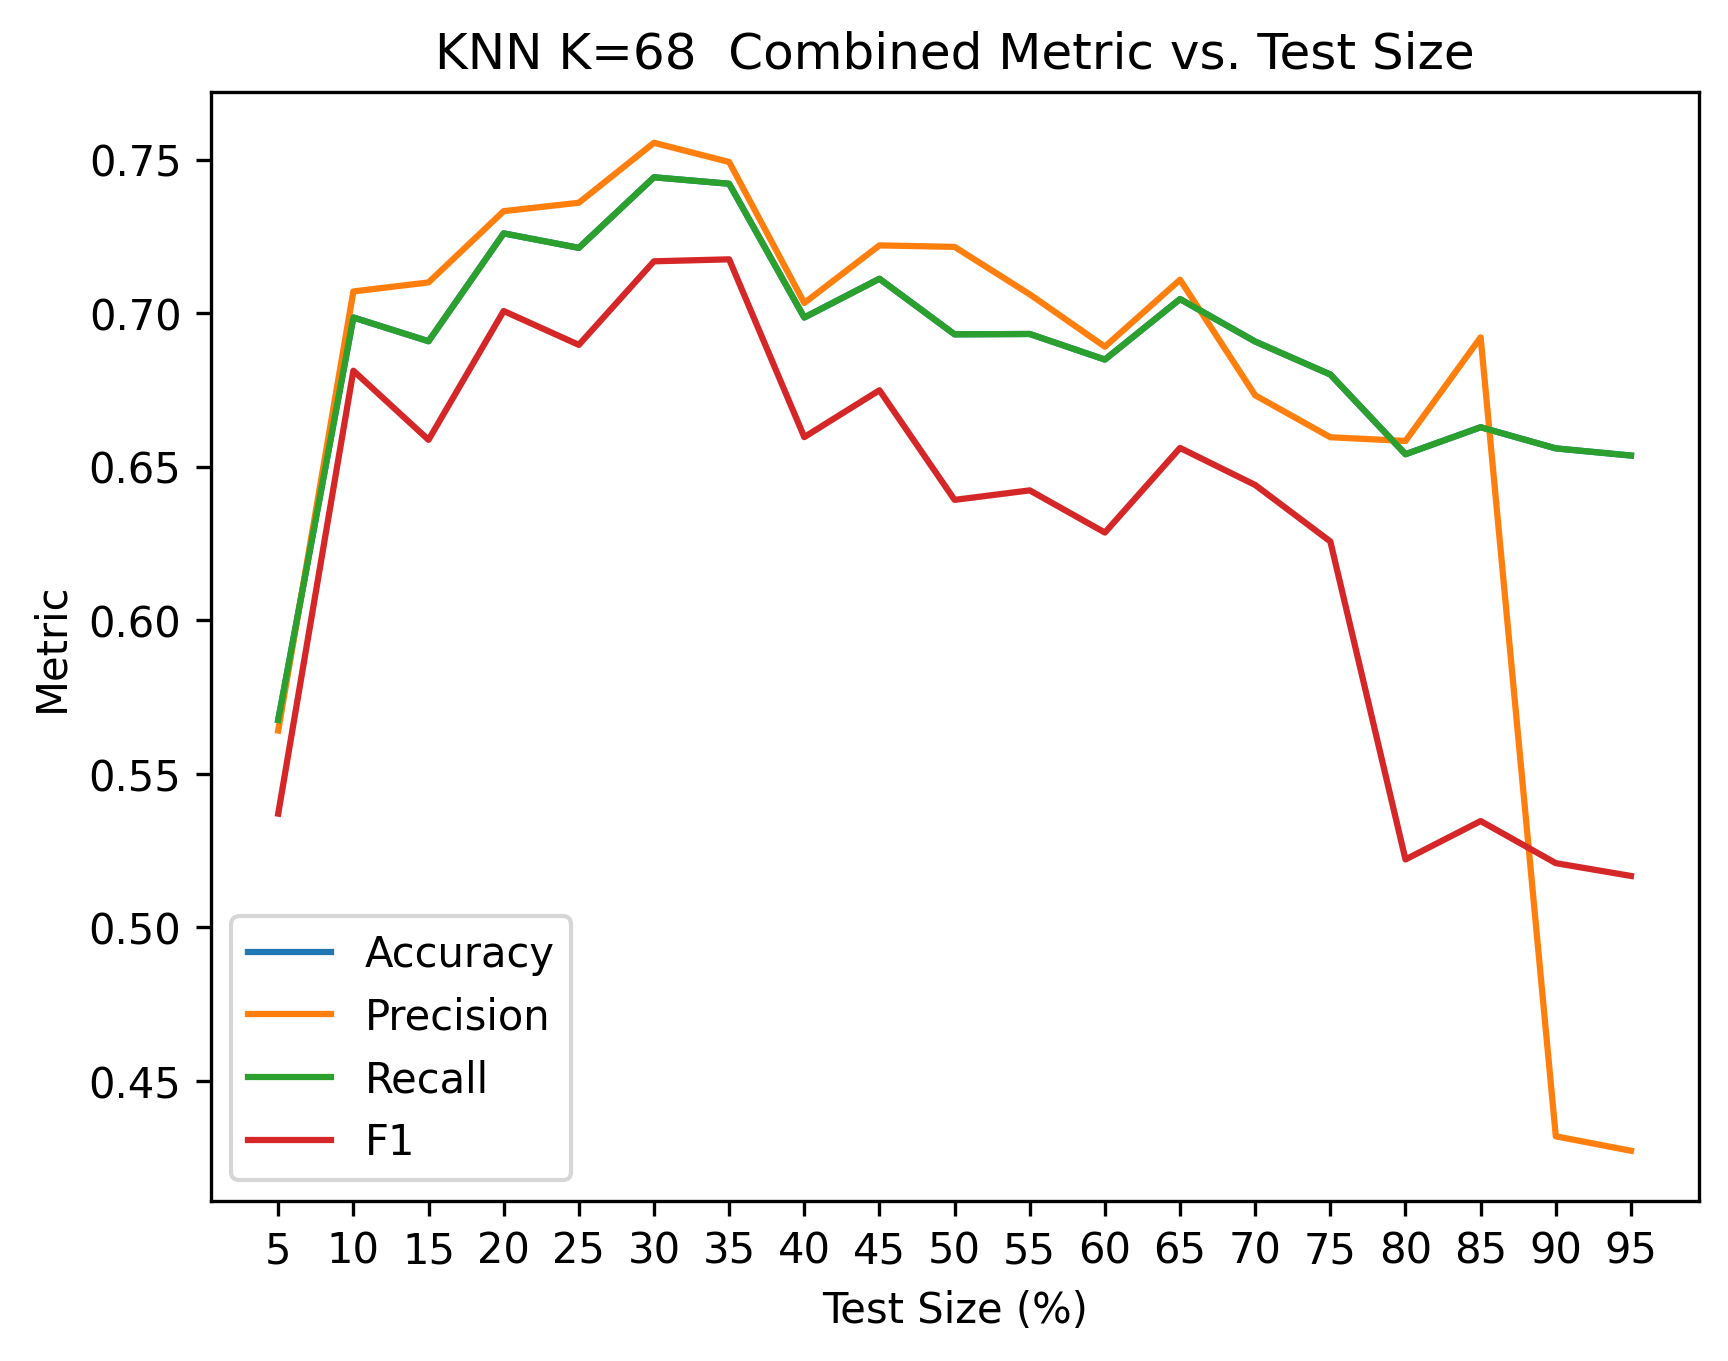 KNN K=68  Combined Metric vs. Test Size
0.75
0.70
0.65
0.60
0.55
0.50
0.45
Metric
Accuracy
Precision
Recall
F1
5 10 15 20 25 30 35 40 45 50 55 60 65 70 75 80 85 90 95
Test Size (%)